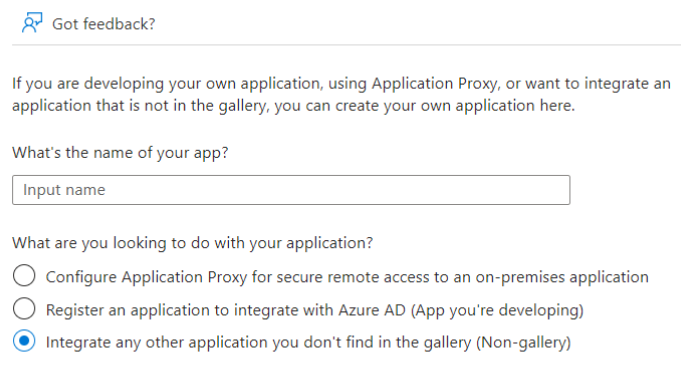 Got feedback?
If you are developing your own application, using Application Proxy, or want to integrate an
application that is not in the gallery, you can create your own application here.
What's the name of your app?
Input name
What are you looking to do with your application?
Configure Application Proxy for secure remote access to an on-premises application
Register an application to integrate with Azure AD (App you're developing)
Integrate any other application you don't find in the gallery (Non-gallery)